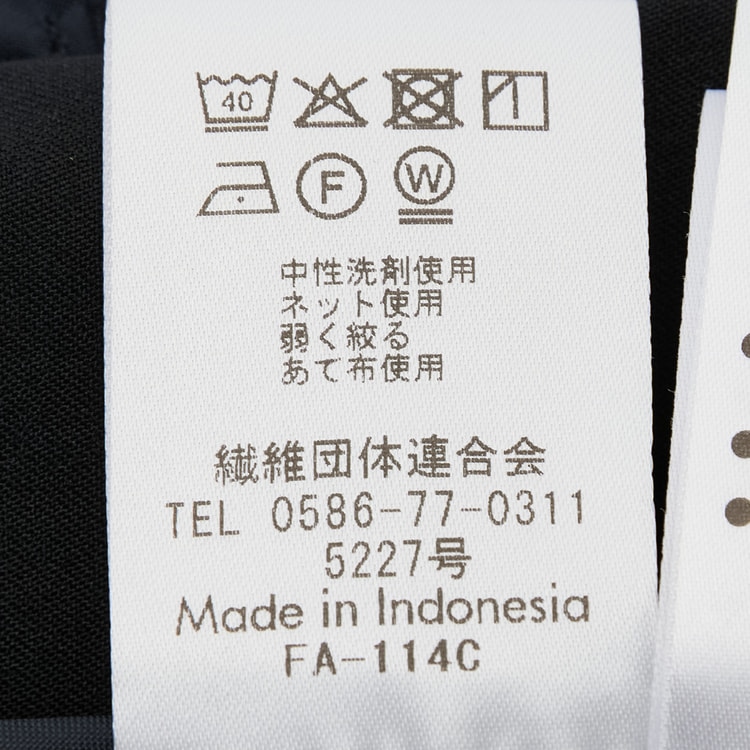 40
F W
中性洗剤使用
ネット使用
弱く絞る
あて布使用
繊維団体連合会
TEL 0586-77-0311
5227号
Made in Indonesia
FA-114C